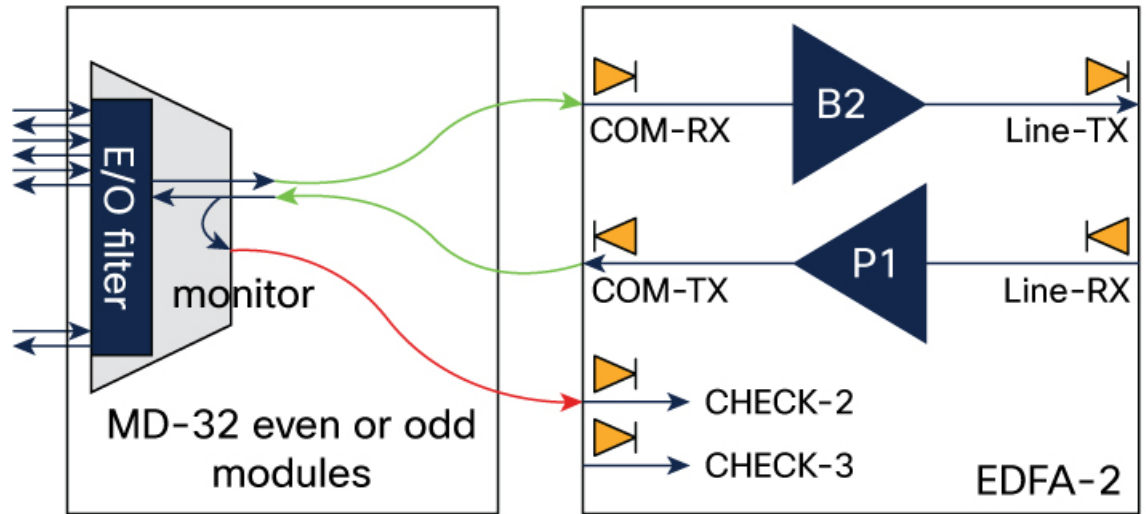 E/O filter
monitor
MD-32 even or odd
modules
COM-RX
B2
Line-TX
COM-TX
P1
Line-RX
CHECK-2
CHECK-3
EDFA-2